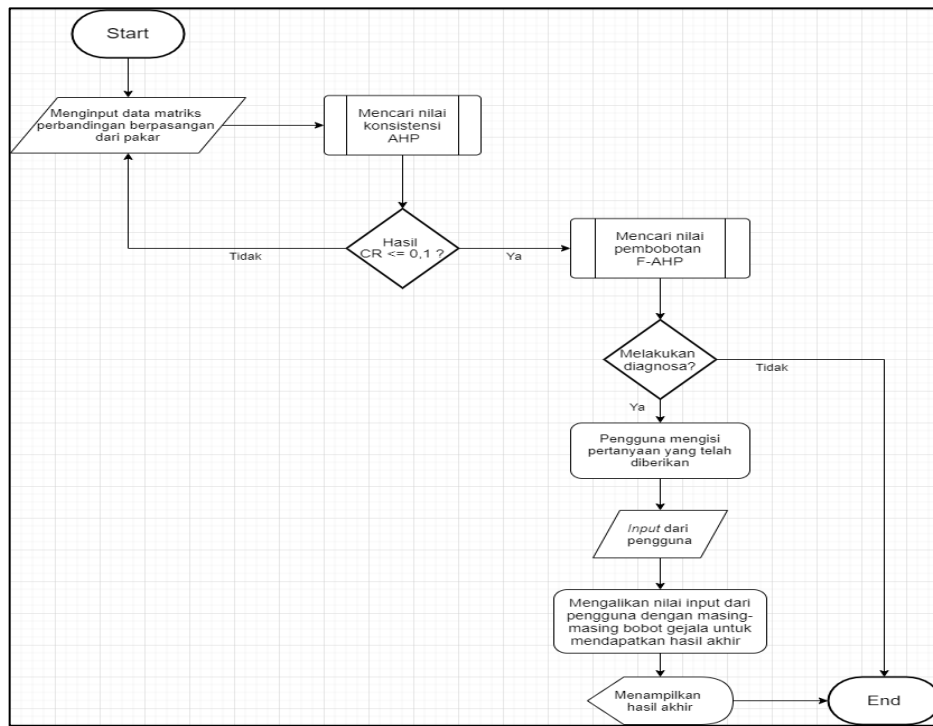 Start
Menginput data matriks
perbandingan berpasangan
dari pakar
Mencari nilai
konsistensi
AHP
Hasil
CR <= 0,1 ?
Tidak
Ya
Mencari nilai
pembobotan
F-AHP
Melakukan
diagnosa?
Tidak
Ya
Pengguna mengisi
pertanyaan yang telah
diberikan
Input dari
pengguna
Mengalikan nilai input dari
pengguna dengan masing-
masing bobot gejala untuk
mendapatkan hasil akhir
Menampilkan
hasil akhir
End